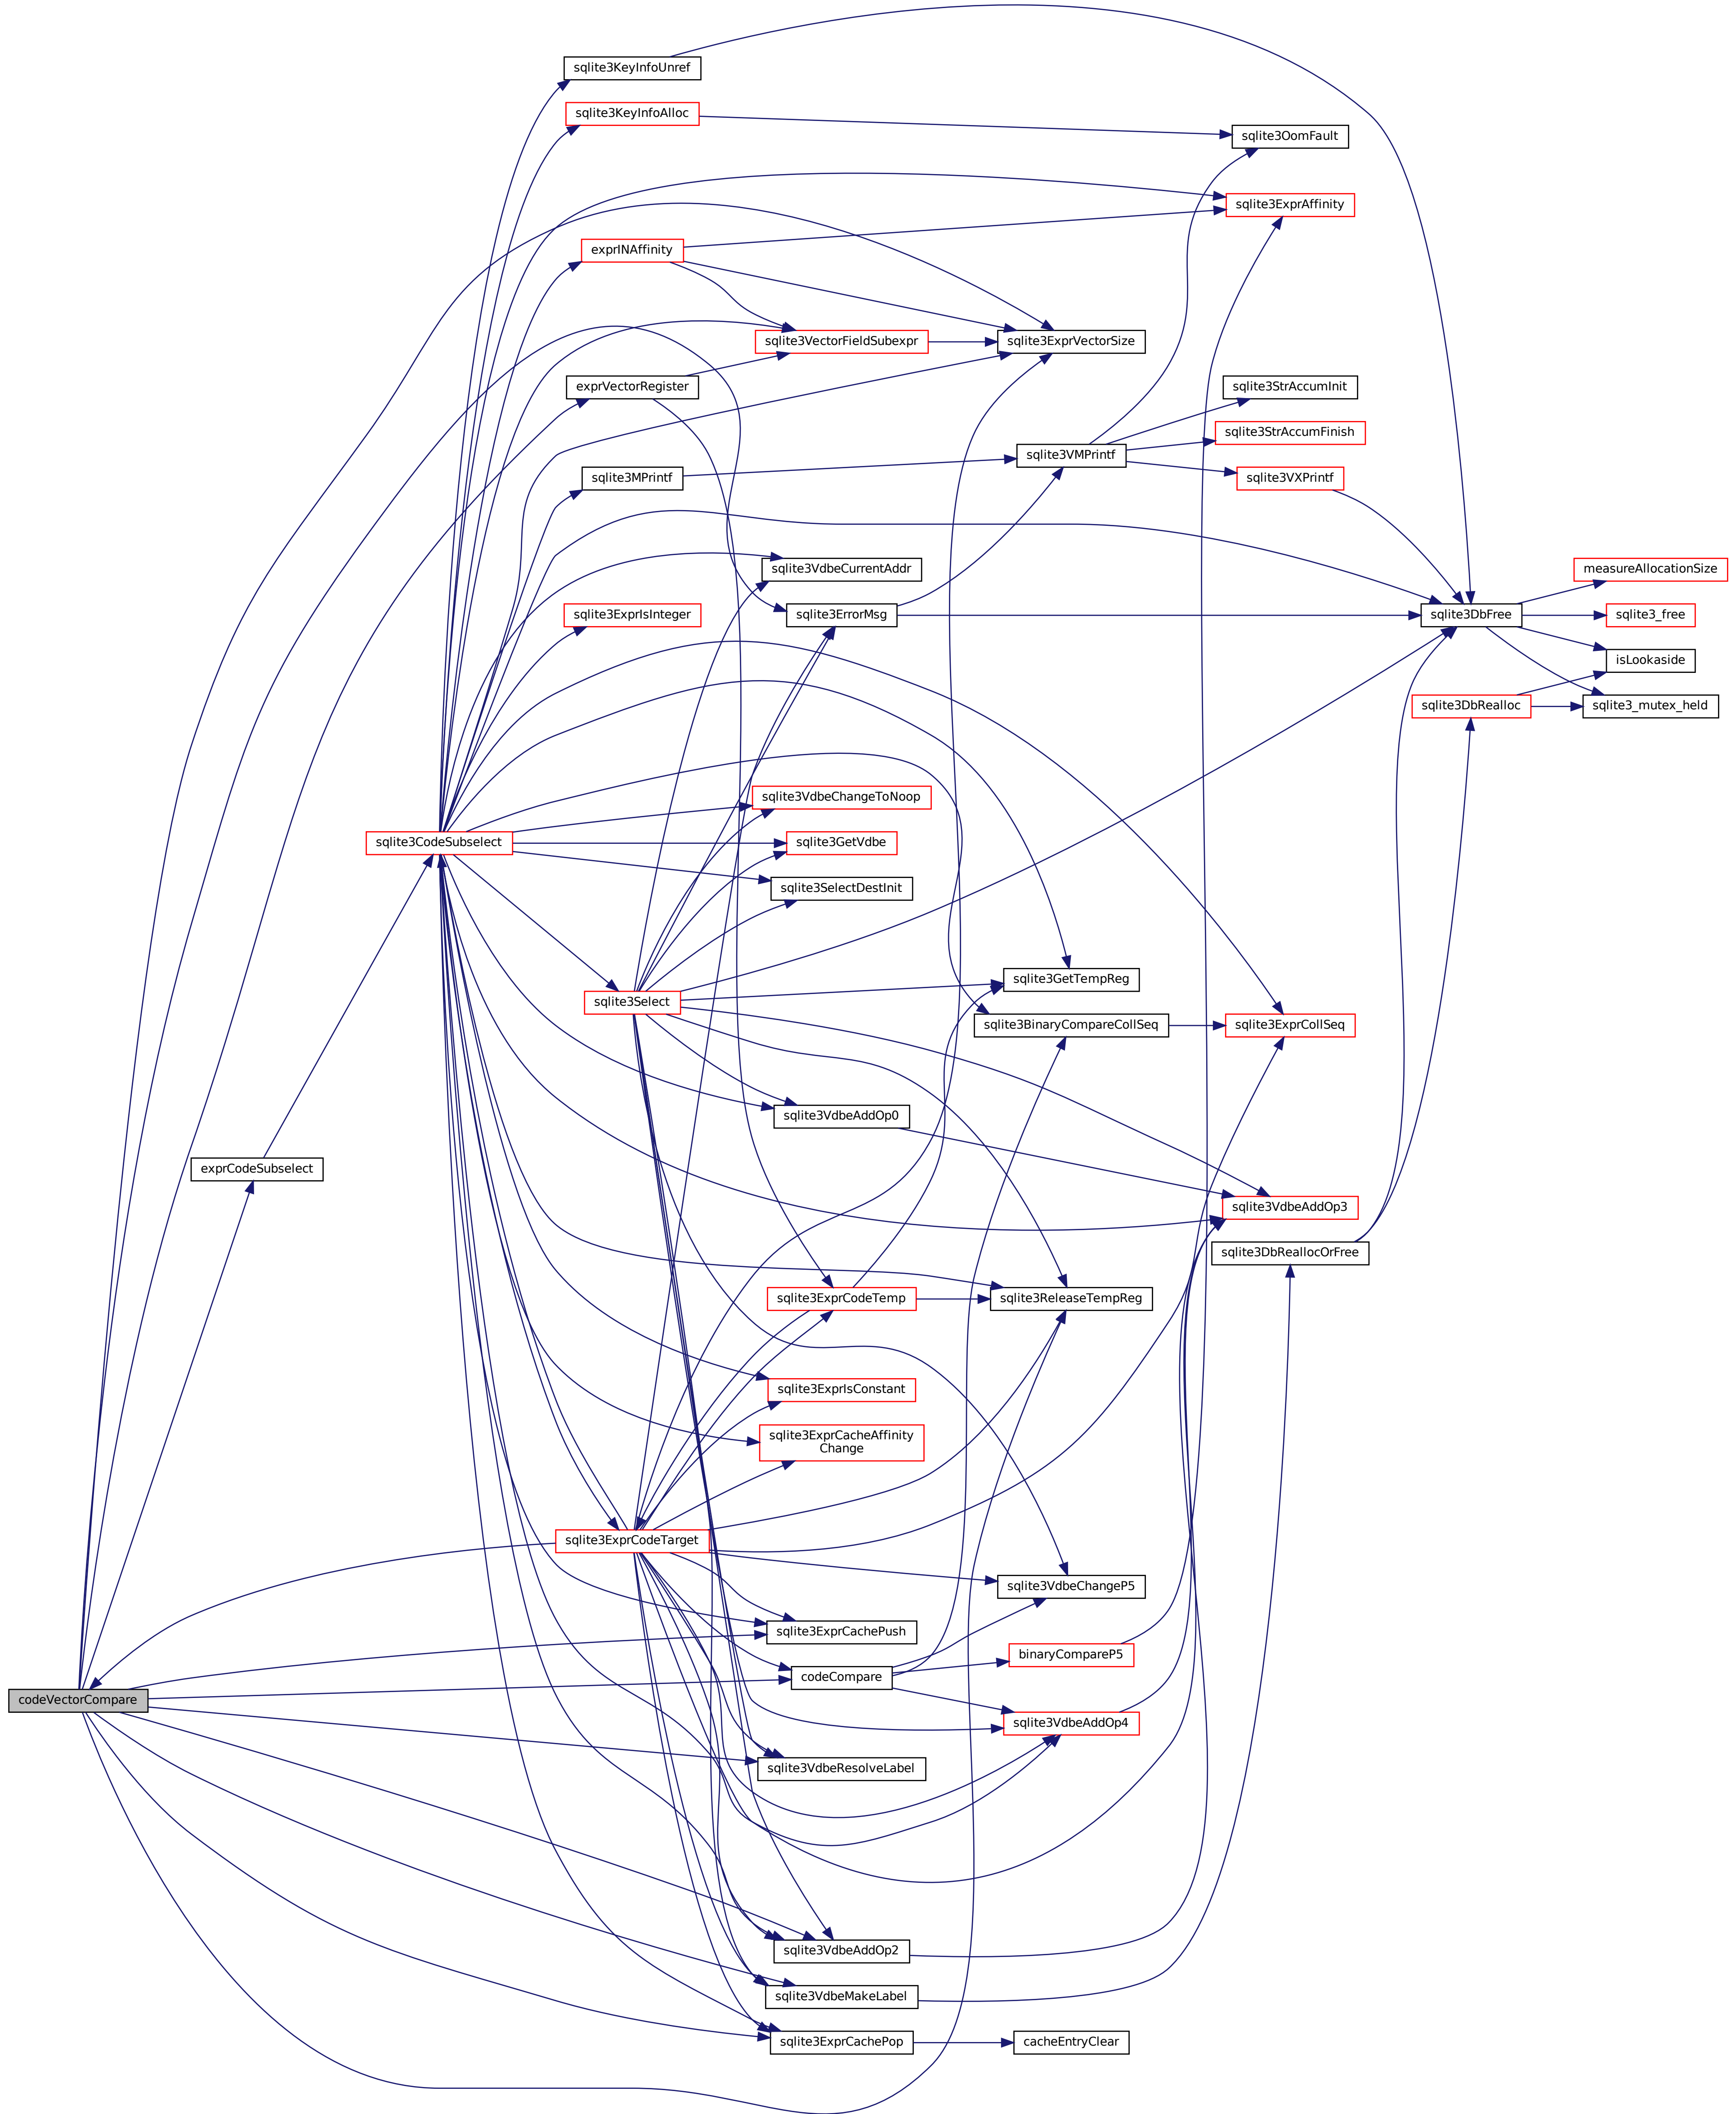 sqlite3KeyInfoUnref
sqlite3KeyInfoAlloc
sqlite3OomFault
sqlite3ExprAffinity
exprINAffinity
sqlite3VectorFieldSubexpr
sqlite3ExprVectorSize
exprVectorRegister
sqlite3StrAccumInit
sqlite3StrAccumFinish
sqlite3VMPrintf
sqlite3MPrintf
sqlite3VXPrintf
sqlite3VdbeCurrentAddr
measureAllocationSize
sqlite3ExprIsInteger
sqlite3ErrorMsg
sqlite3DbFree
sqlite3_free
isLookaside
sqlite3DbRealloc
sqlite3_mutex_held
sqlite3VdbeChangeToNoop
sqlite3CodeSubselect
sqlite3GetVdbe
sqlite3SelectDestInit
sqlite3GetTempReg
sqlite3Select
sqlite3BinaryCompareCollSeq
sqlite3ExprCollSeq
sqlite3VdbeAddOp0
exprCodeSubselect
sqlite3VdbeAddOp3
sqlite3DbReallocOrFree
sqlite3ExprCodeTemp
sqlite3ReleaseTempReg
sqlite3ExprIsConstant
sqlite3ExprCacheAffinity
Change
sqlite3ExprCodeTarget
sqlite3VdbeChangeP5
sqlite3ExprCachePush
binaryCompareP5
codeCompare
codeVectorCompare
sqlite3VdbeAddOp4
sqlite3VdbeResolveLabel
sqlite3VdbeAddOp2
sqlite3VdbeMakeLabel
sqlite3ExprCachePop
cacheEntryClear